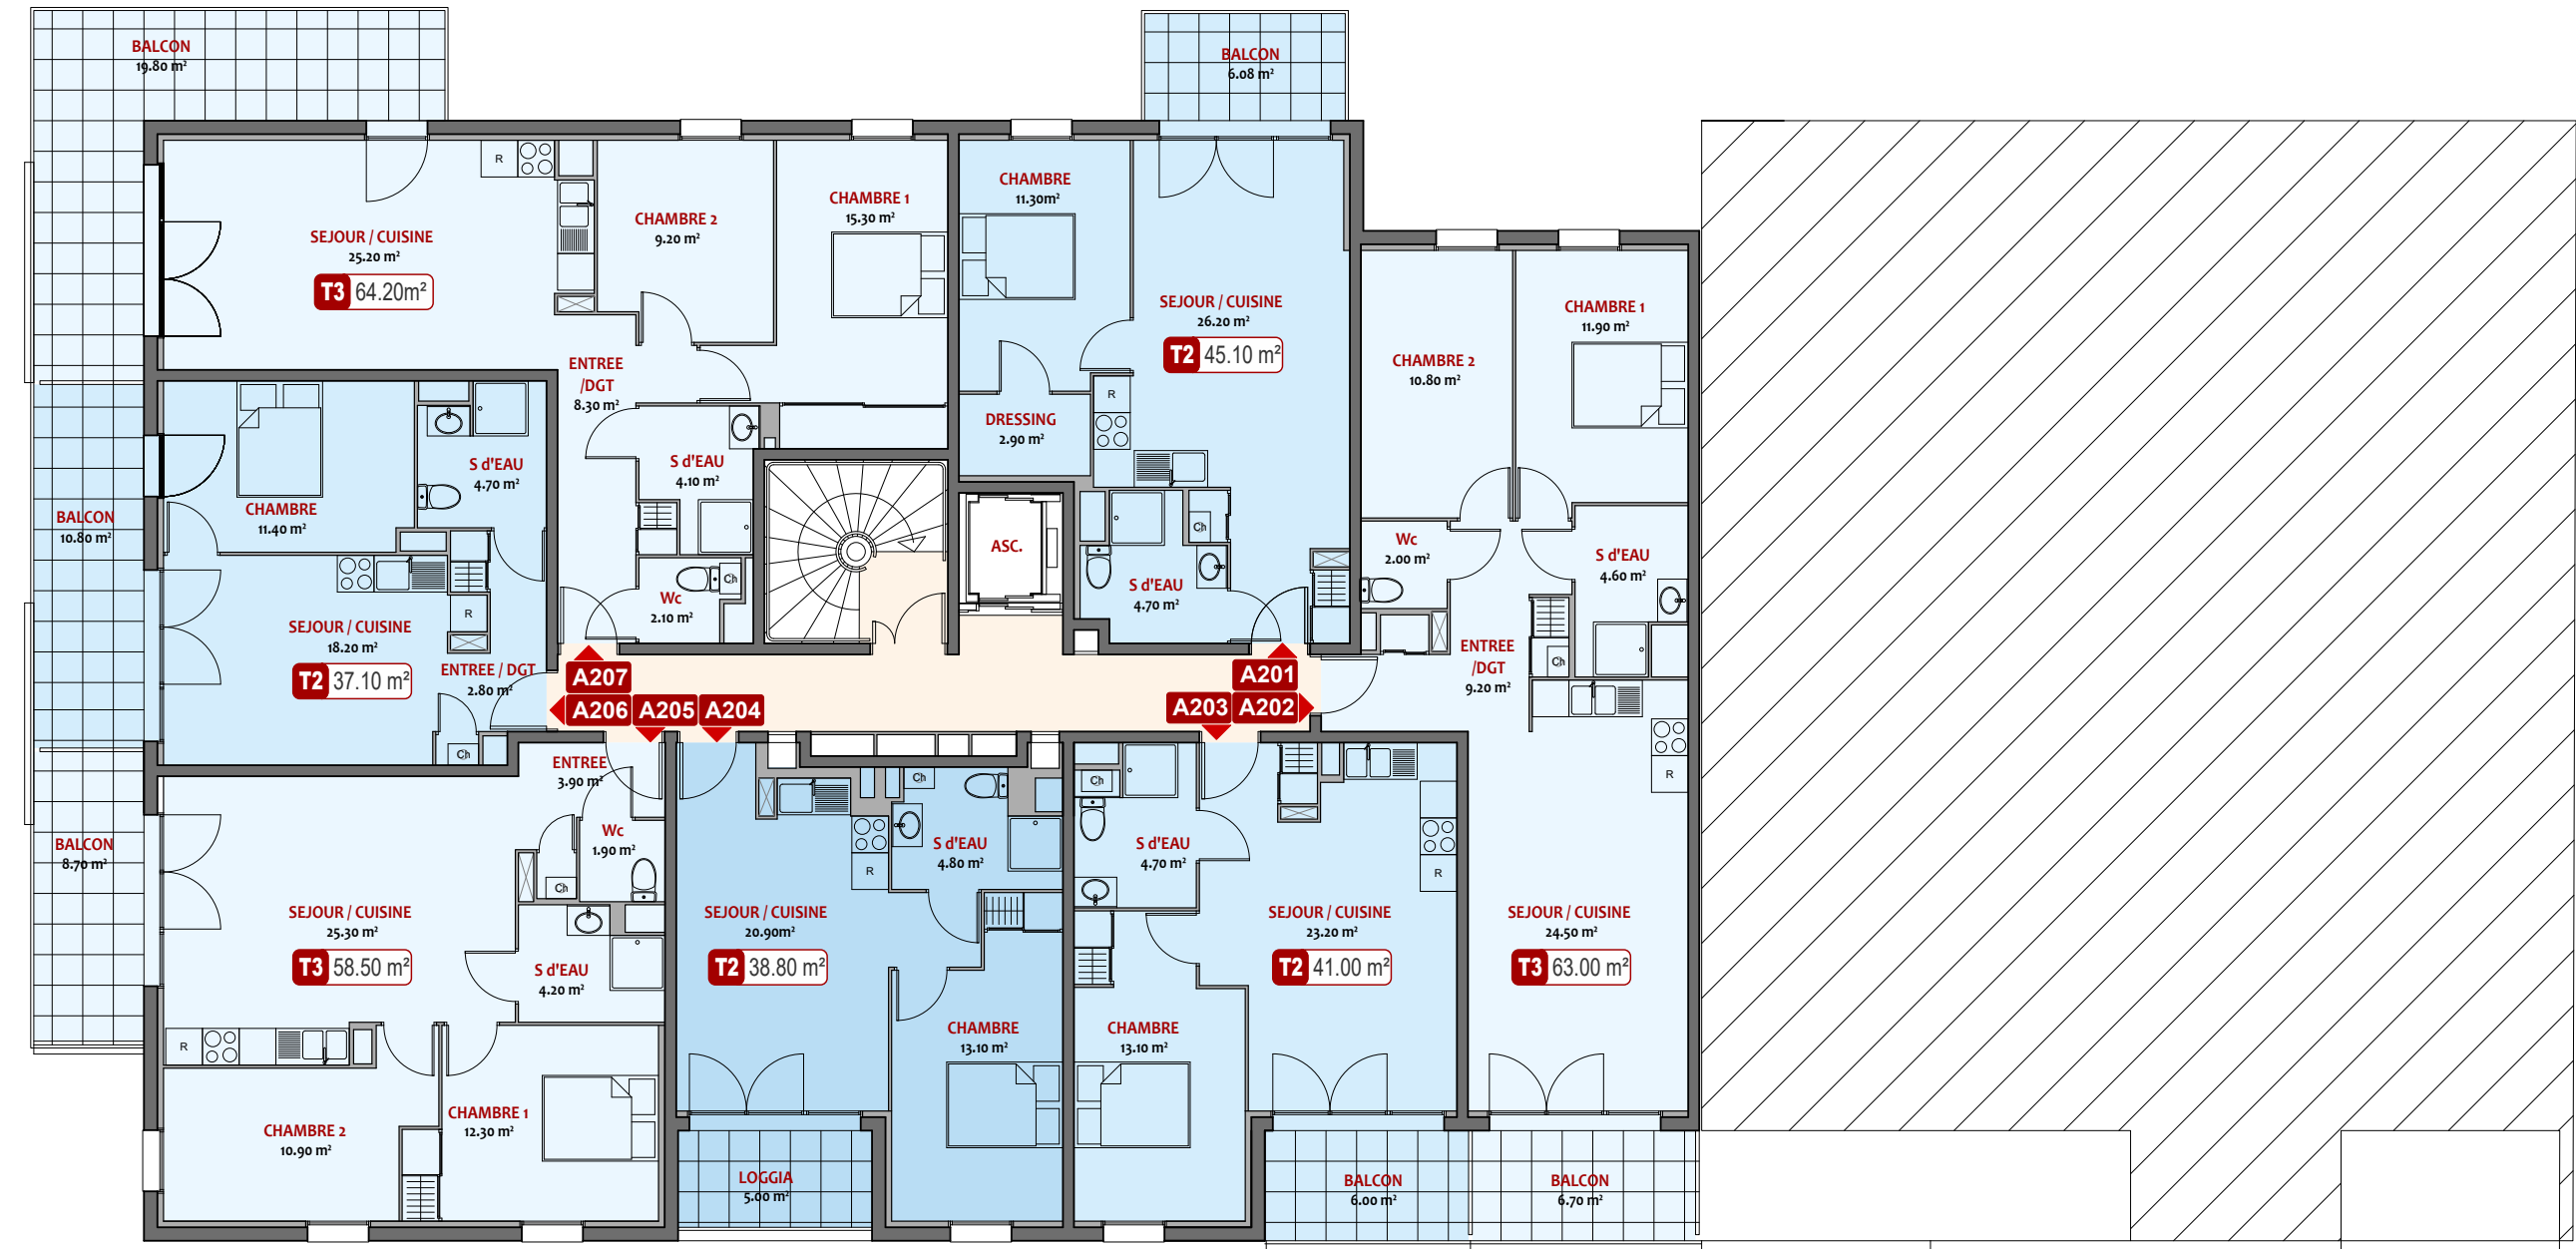 BALCON
19.80 m²
SEJOUR / CUISINE
25.20 m²
T3 64.20m²
R
CHAMBRE 2
9.20 m²
CHAMBRE 1
15.30 m²
ENTREE
/DGT
8.30 m²
S d'EAU
4.10 m²
Wc
2.10 m²
Ch
BALCON
6.08 m²
CHAMBRE
11.30m²
SEJOUR / CUISINE
26.20 m²
T2 45.10 m²
DRESSING
2.90 m²
R
Ch
S d'EAU
4.70 m²
ASC.
CHAMBRE 2
10.80 m²
CHAMBRE 1
11.90 m²
Wc
2.00 m²
S d'EAU
4.60 m²
ENTREE
/DGT
9.20 m²
Ch
R
SEJOUR / CUISINE
24.50 m²
T3 63.00 m²
BALCON
6.70 m²
BALCON
10.80 m²
CHAMBRE
11.40 m²
S d'EAU
4.70 m²
SEJOUR / CUISINE
18.20 m²
T2 37.10 m²
R
ENTREE / DGT
2.80 m²
Ch
A207
A206 A205 A204
A201
A203 A202
BALCON
8.70 m²
ENTREE
3.90 m²
Wc
1.90 m²
Ch
SEJOUR / CUISINE
25.30 m²
T3 58.50 m²
S d'EAU
4.20 m²
R
CHAMBRE 2
10.90 m²
CHAMBRE 1
12.30 m²
Ch
S d'EAU
4.80 m²
R
SEJOUR / CUISINE
20.90m²
T2 38.80 m²
CHAMBRE
13.10 m²
LOGGIA
5.00 m²
Ch
S d'EAU
4.70 m²
R
SEJOUR / CUISINE
23.20 m²
T2 41.00 m²
CHAMBRE
13.10 m²
BALCON
6.00 m²